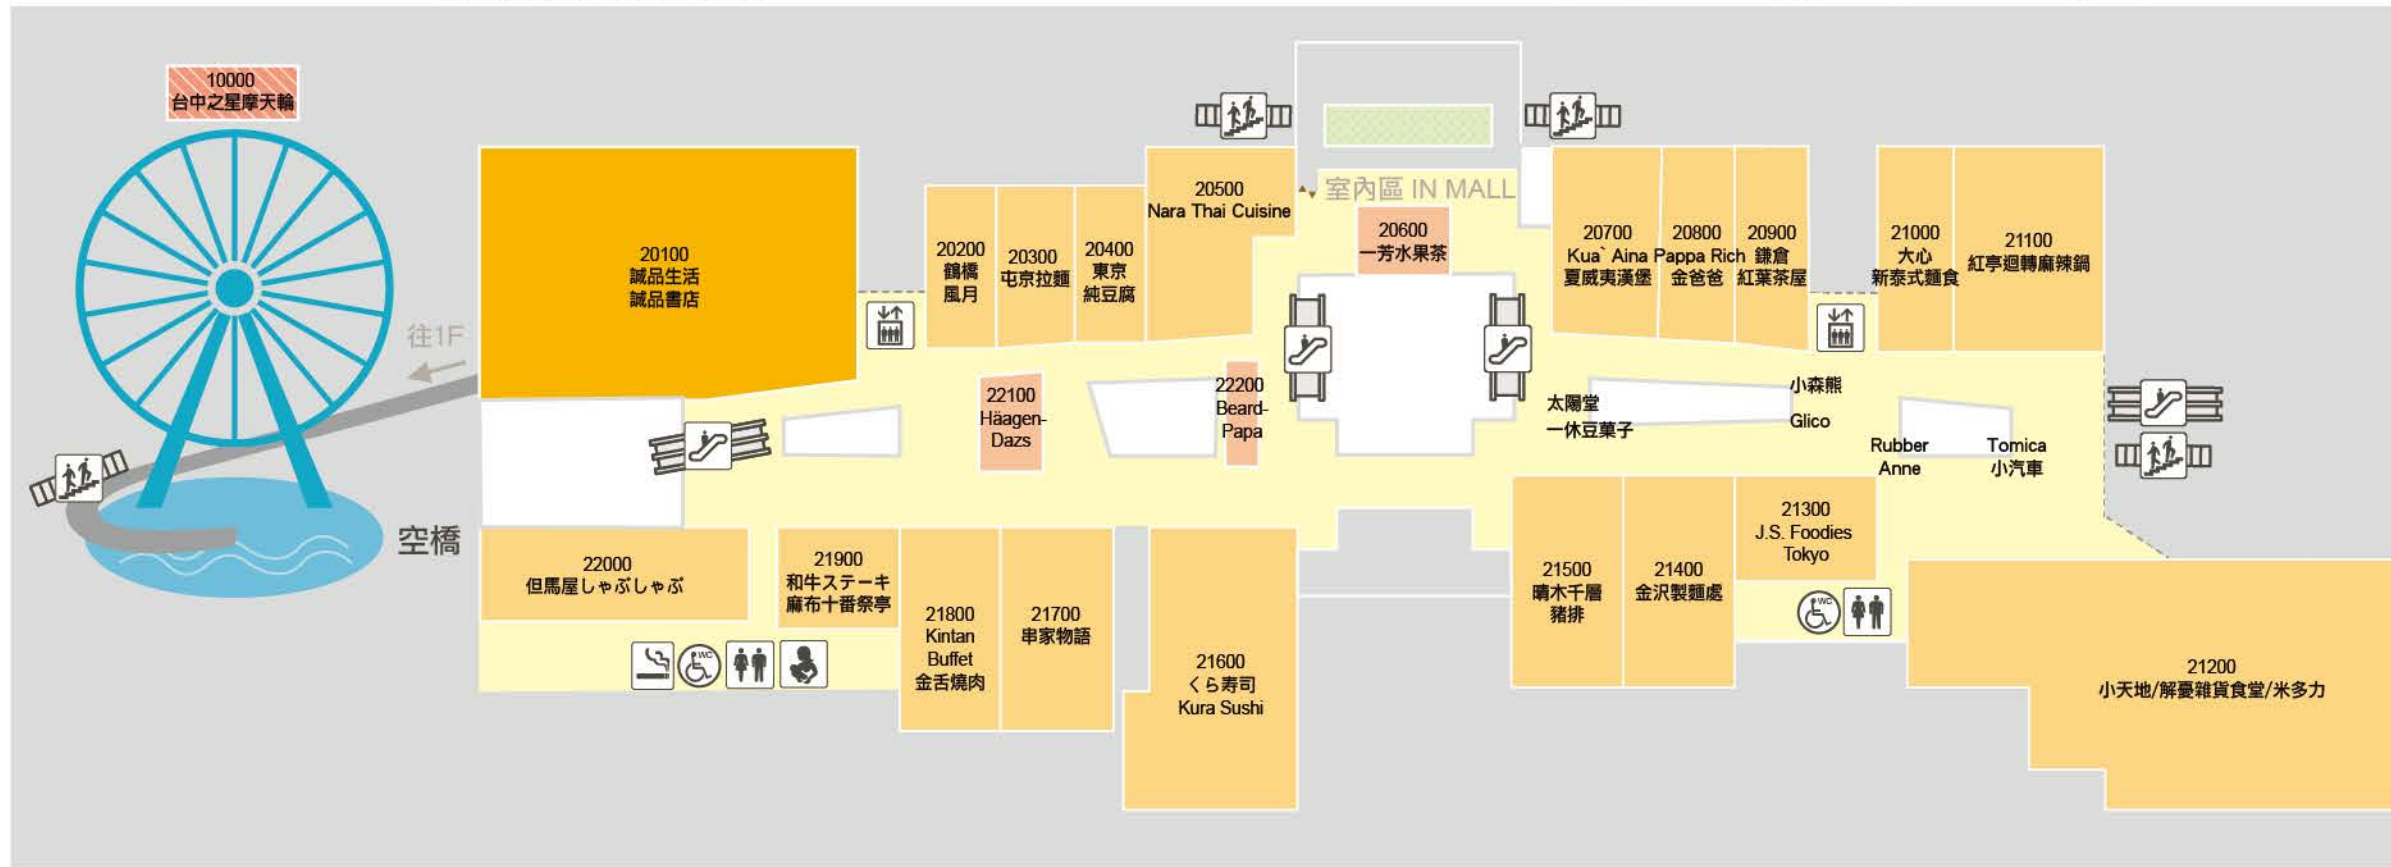 10000
台中之星摩天輪
往1F
空橋
20100
誠品生活
誠品書店
20200
鶴橋
風月
20300
屯京拉麵
20400
東京
純豆腐
20500
Nara Thai Cuisine
室內區 IN MALL
20600
一芳水果茶
20700
Kua`Aina
夏威夷漢堡
20800
Pappa Rich
金爸爸
20900
鎌倉
紅葉茶屋
21000
大心
新泰式麵食
21100
紅亭迴轉麻辣鍋
22100
Häagen-
Dazs
22200
Beard-
Papa
太陽堂
一休豆菓子
小森熊
Glico
Rubber
Anne
Tomica
小汽車
22000
但馬屋しゃぶしゃぶ
21900
和牛ステーキ
麻布十番祭亭
21800
Kintan
Buffet
金舌燒肉
21700
串家物語
21600
くら寿司
Kura Sushi
21500
晴木千層
豬排
21400
金沢製麵處
21300
J.S. Foodies
Tokyo
21200
小天地/解憂雜貨食堂/米多力
WC
WC